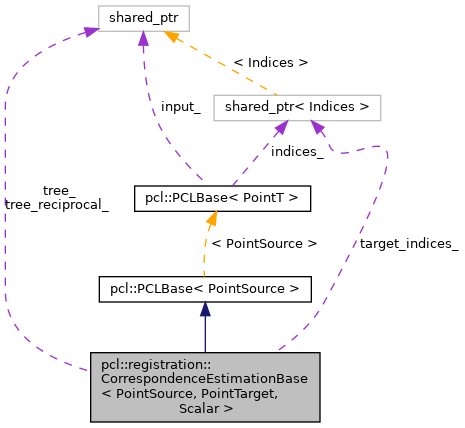 shared_ptr
< Indices >
input_
shared_ptr< Indices >
indices_
tree_
tree_reciprocal_
pcl::PCLBase< PointT >
< PointSource >
target_indices_
pcl::PCLBase< PointSource >
pcl::registration::
CorrespondenceEstimationBase
< PointSource, PointTarget,
Scalar >